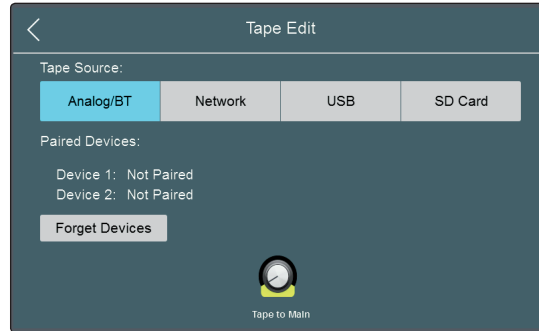 Tape Edit
Tape Source:
Analog/BT Network USB SD Card
Paired Devices:
Device 1: Not Paired
Device 2: Not Paired
Forget Devices
Tape to Main